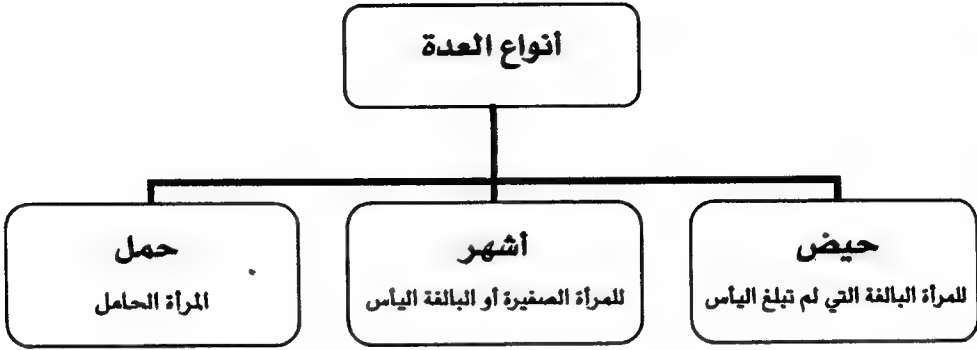 أنواع العدة
حيض
للمرأة البالغة التي لم تبلغ اليأس
أشهر
للمرأة الصغيرة أو البالغة اليأس
حمل
المرأة الحامل